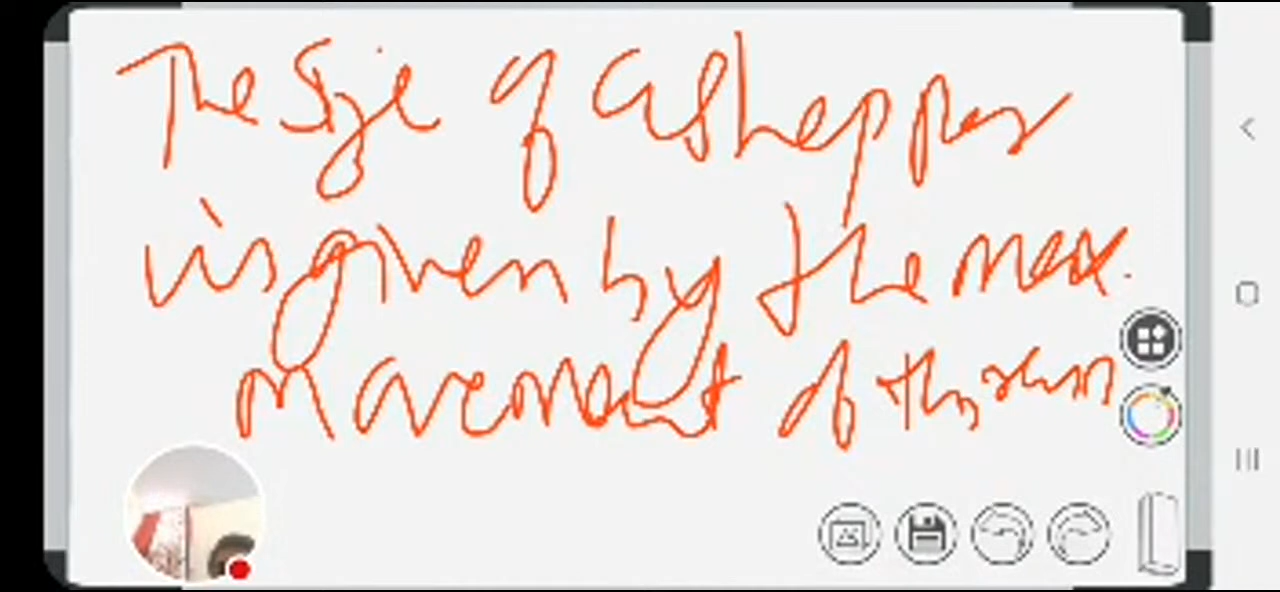 The Size of a Shaper
is given by the max.
movement of the ram